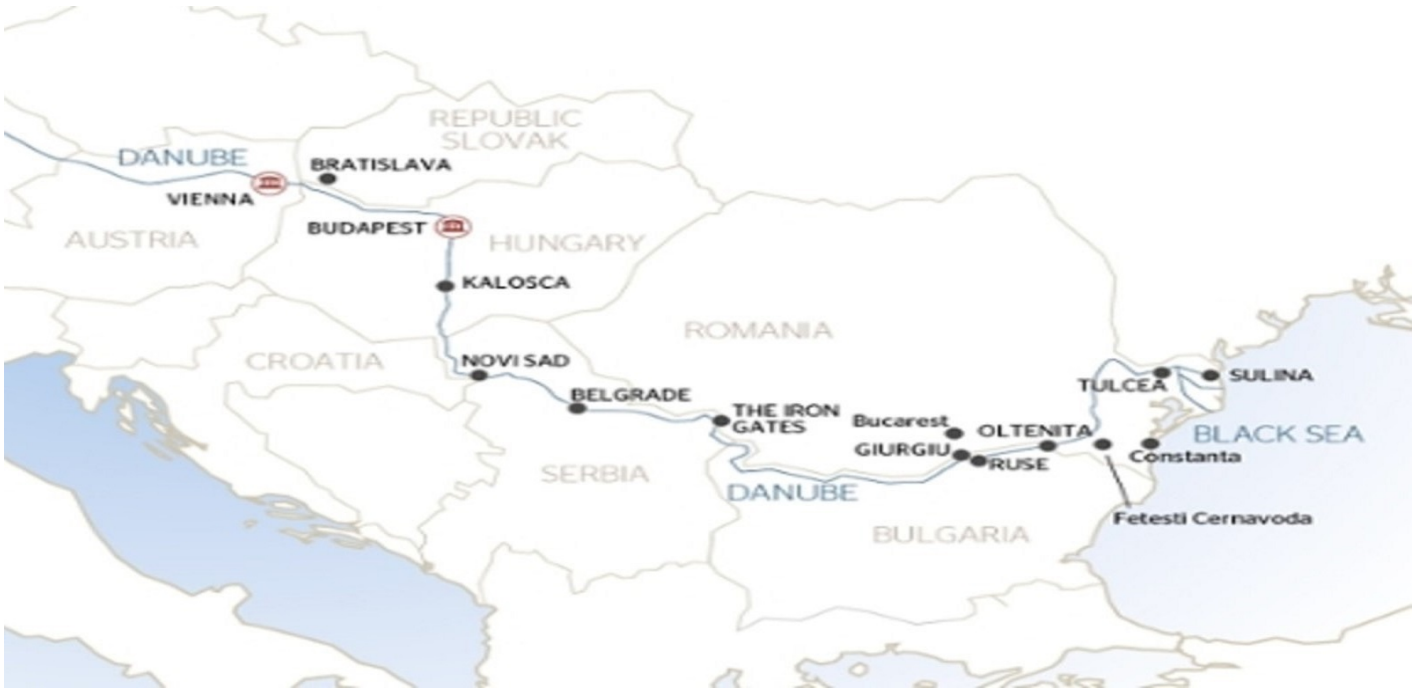 REPUBLIC
SLOVAK
DANUBE
BRATISLAVA
VIENNA
BUDAPEST
AUSTRIA
HUNGARY
KALOSCA
ROMANIA
CROATIA
NOVI SAD
TULCEA
SULINA
BELGRADE
THE IRON
GATES
Bucarest
OLTENITA
BLACK SEA
GIURGIU
RUSE
Constanta
SERBIA
DANUBE
Fetesti Cernavoda
BULGARIA